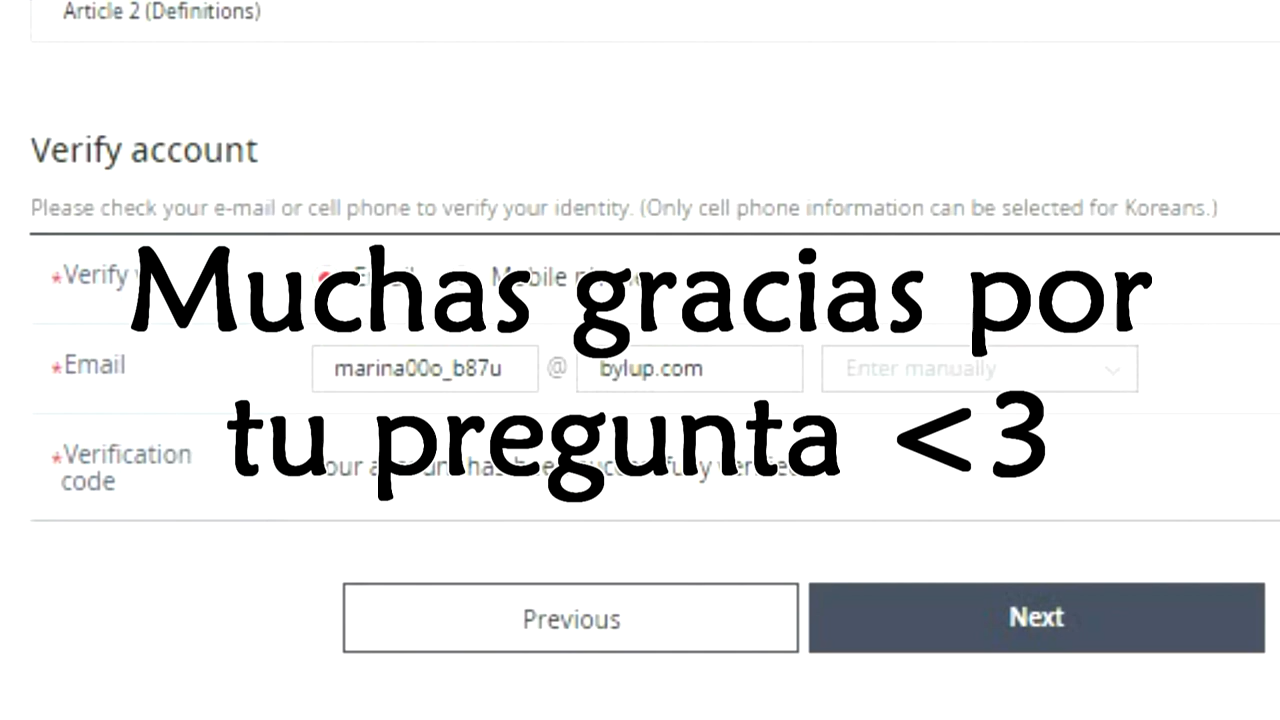 Article 2 (Definitions)
Verify account
Please check your e-mail or cell phone to verify your identity. (Only cell phone information can be selected for Koreans.)
*Verify
Muchas gracias por
*Email marina00o_b87u @ bylup.com Enter manually
tu pregunta <3
*Verification
code
Previous Next